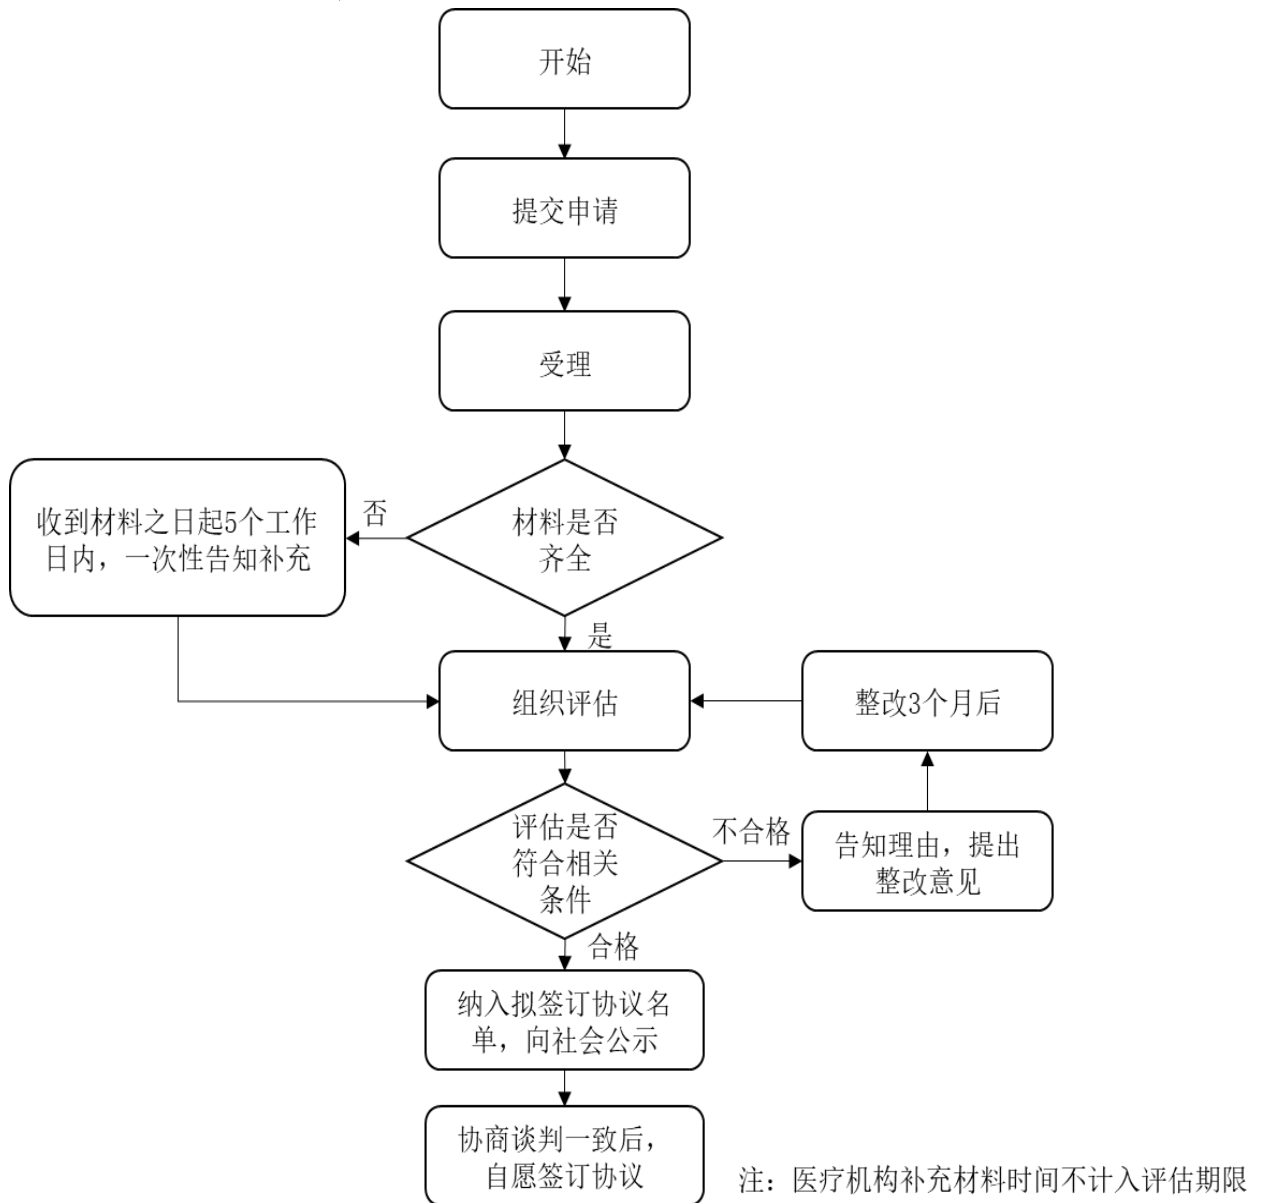 开始
提交申请
受理
材料是否
齐全
否
收到材料之日起5个工作
日内，一次性告知补充
是
组织评估
整改3个月后
评估是否
符合相关
条件
不合格
告知理由，提出
整改意见
合格
纳入拟签订协议名
单，向社会公示
协商谈判一致后，
自愿签订协议
注：医疗机构补充材料时间不计入评估期限